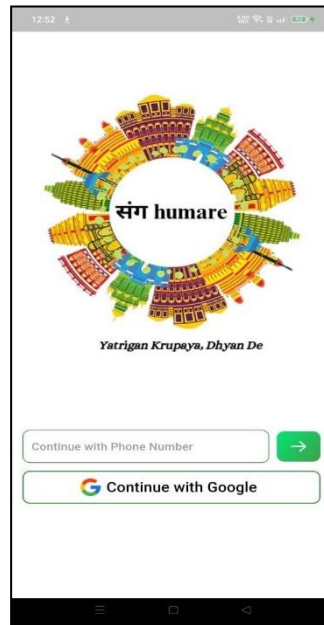 12:52
संग humare
Yatrigan Krupaya, Dhyan De
Continue with Phone Number
Continue with Google